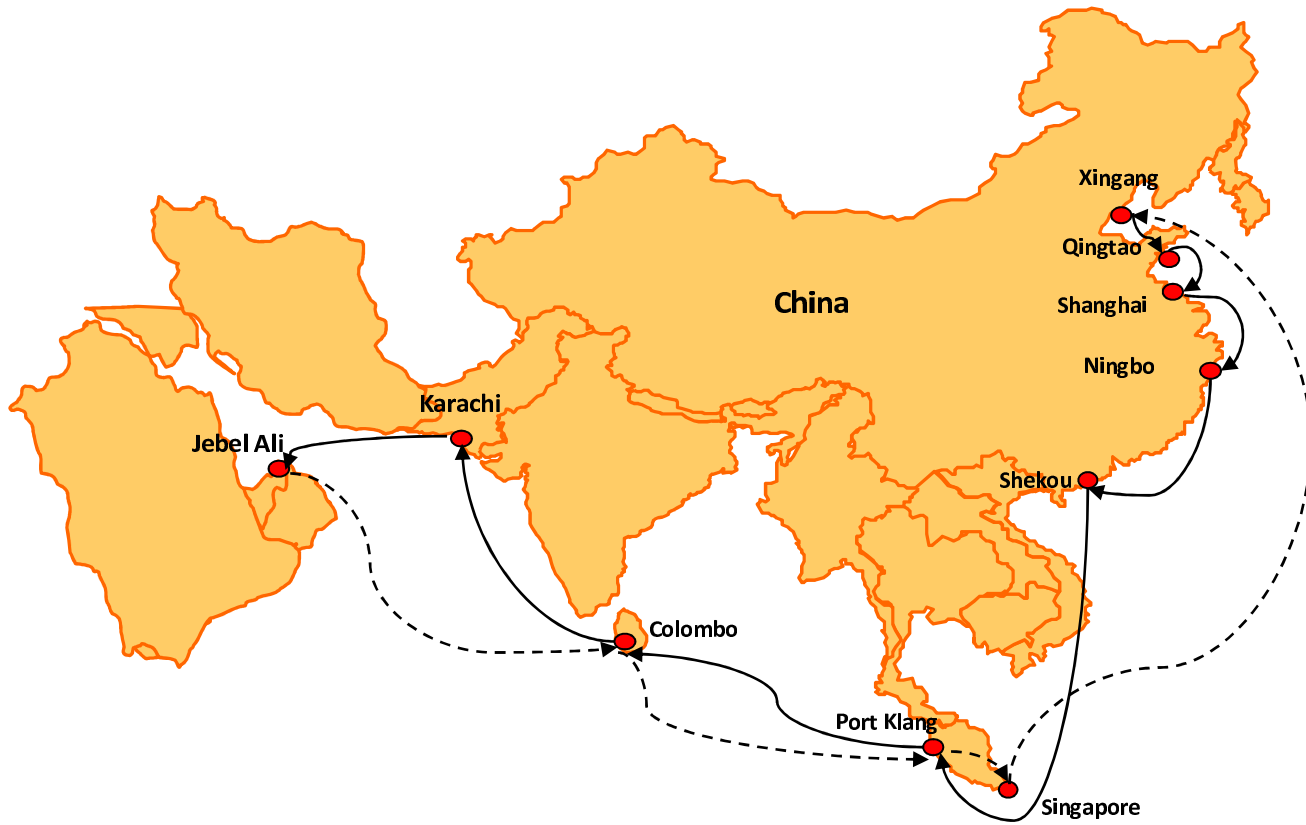 Xingang
Qingtao
China
Shanghai
Ningbo
Karachi
Jebel Ali
Shekou
Colombo
Port Klang
Singapore